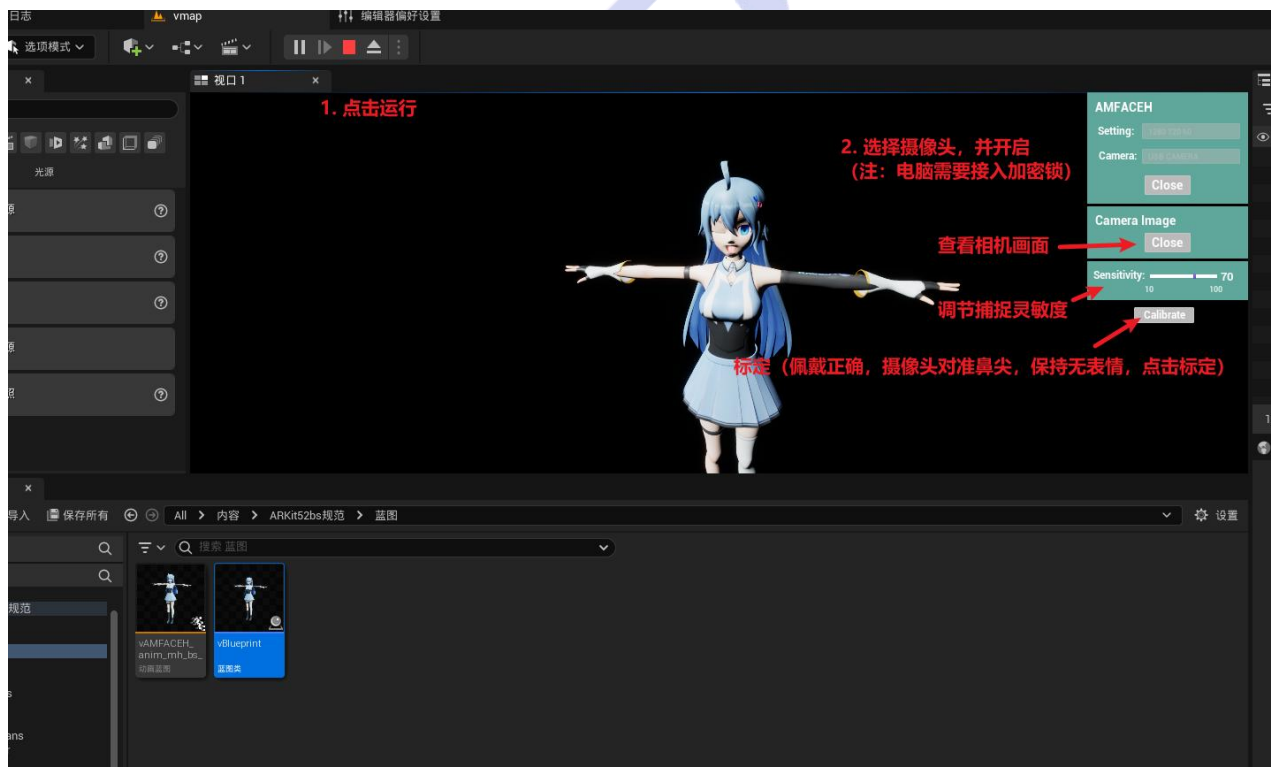 日志
vmap
编辑器偏好设置
选项模式
视口 1
1. 点击运行
AMFACEH
Setting:
2. 选择摄像头，并开启
Camera: USB CAMERA
（注：电脑需要接入加密锁）
光源
Close
源
Camera Image
查看相机画面
Close
Sensitivity: 70
10 100
调节捕捉灵敏度
Calibrate
源
标定（佩戴正确，摄像头对准鼻尖，保持无表情，点击标定）
导入 保存所有 All 内容 ARKit52bs规范 蓝图 设置
搜索 蓝图
规范
vAMFACEH_
anim_mh_bs_
动画蓝图
vBlueprint
蓝图类
s
ans